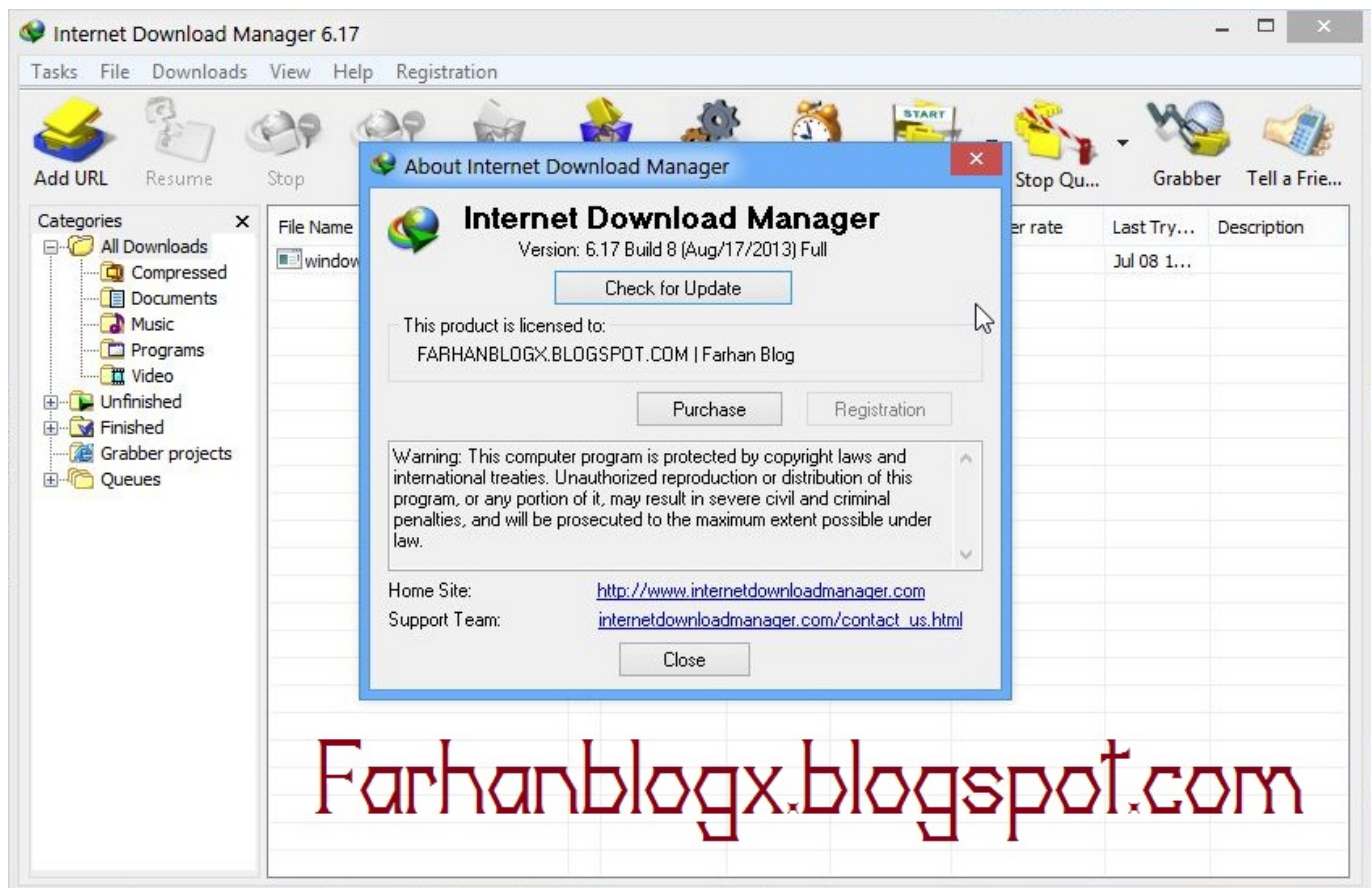 Internet Download Manager 6.17
Tasks File Downloads View Help Registration
START
Add URL Resume Stop Stop Qu... Grabber Tell a Frie...
Categories
All Downloads
Compressed
Documents
Music
Programs
Video
Unfinished
Finished
Grabber projects
Queues
File Name er rate Last Try... Description
window Jul 08 1...
About Internet Download Manager
Internet Download Manager
Version: 6.17 Build 8 (Aug/17/2013) Full
Check for Update
This product is licensed to:
FARHANBLOGX.BLOGSPOT.COM | Farhan Blog
Purchase Registration
Warning: This computer program is protected by copyright laws and
international treaties. Unauthorized reproduction or distribution of this
program, or any portion of it, may result in severe civil and criminal
penalties, and will be prosecuted to the maximum extent possible under
law.
Home Site: http://www.internetdownloadmanager.com
Support Team: internetdownloadmanager.com/contact_us.html
Close
Farhanblogx.blogspot.com